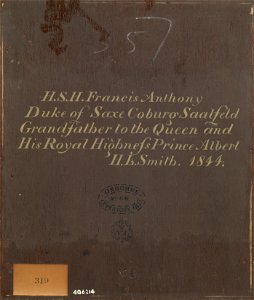 357
H.S.H. Francis Anthony
Duke of Saxe Coburg Saalfeld
Grandfather to the Queen and
His Royal Highness Prince Albert
H. L. Smith. 1844.
319